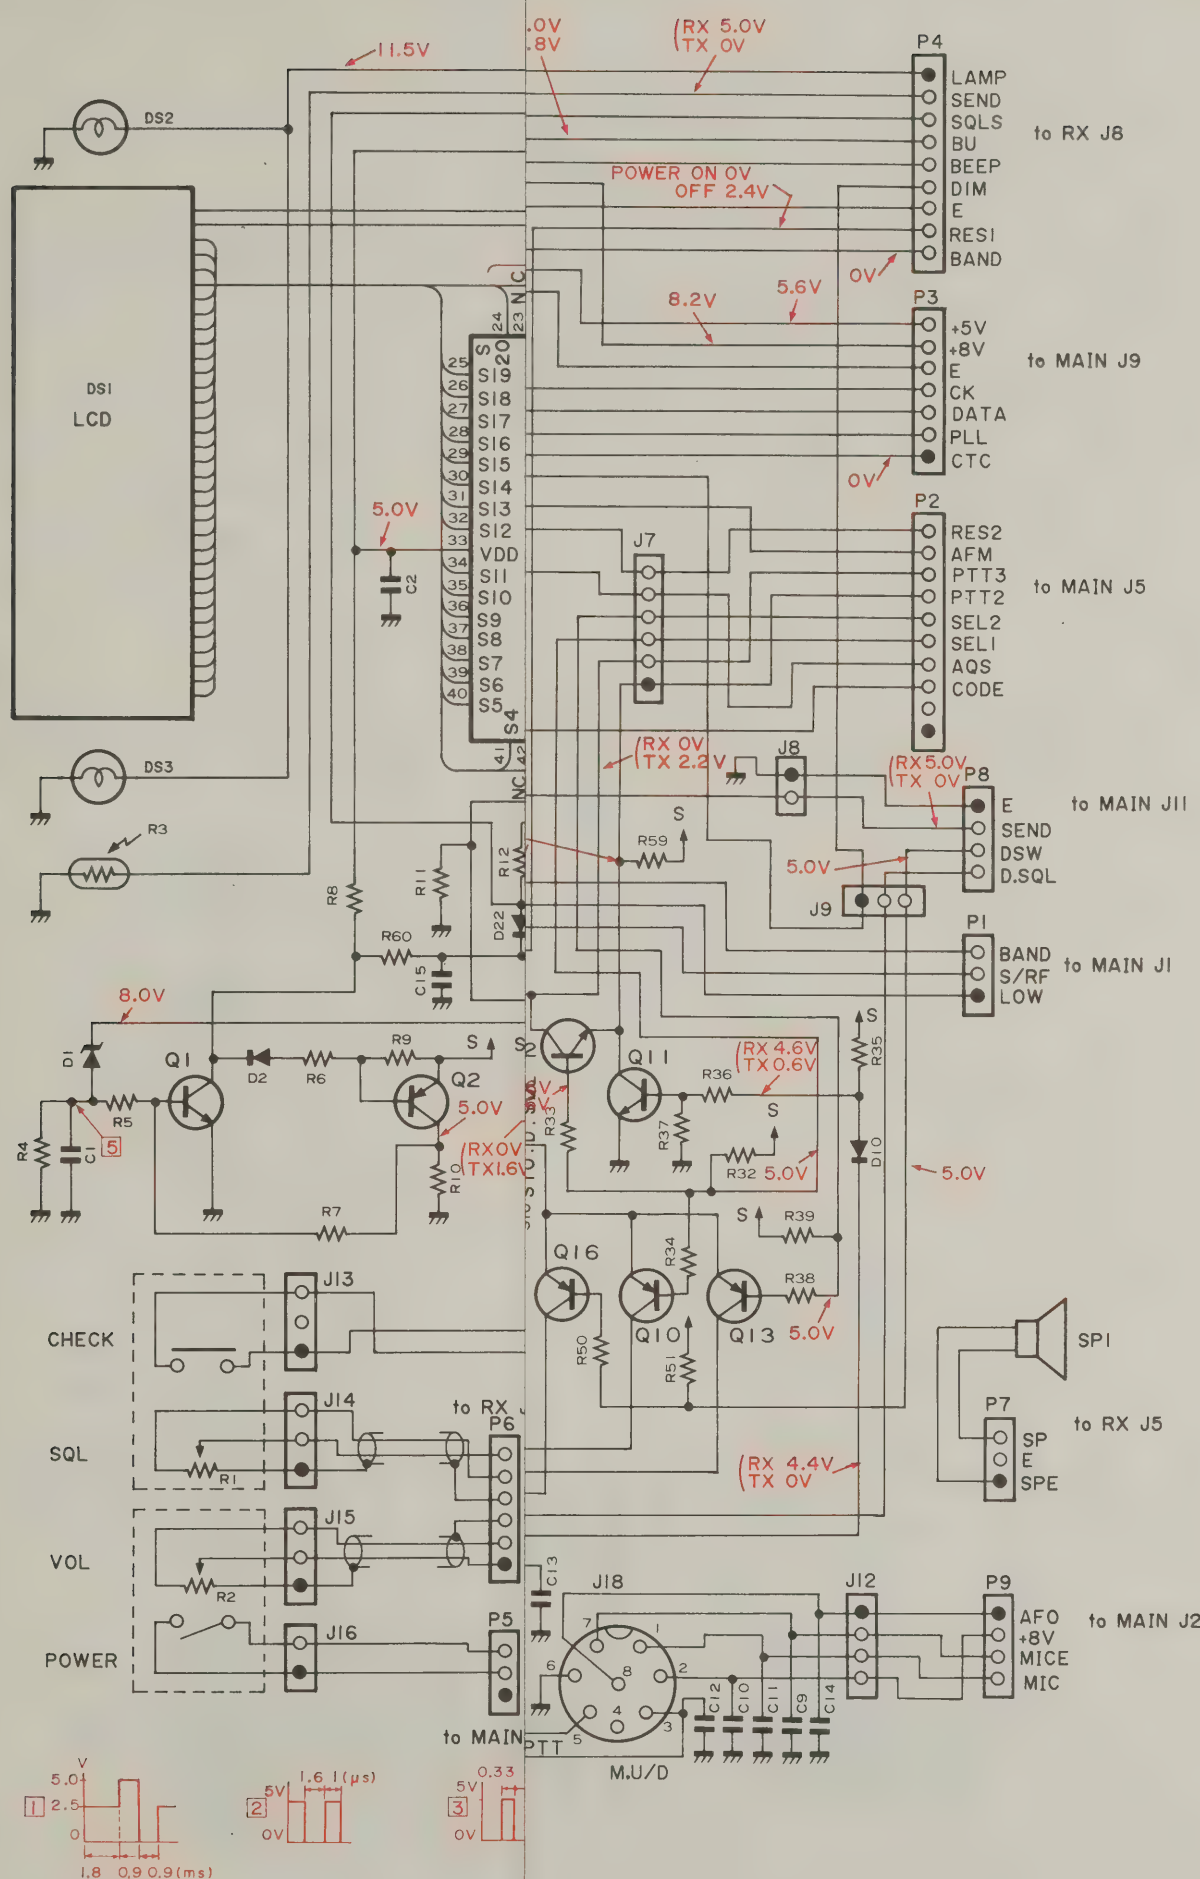 11.5V
.0V
.8V
(RX 5.0V
TX 0V
P4
LAMP
SEND
SQLS
BU
BEEP
DIM
E
RES1
BAND
to RX J8
DS2
POWER ON 0V
OFF 2.4V
0V
DS1
LCD
24
23
NC
8.2V
5.6V
P3
+5V
+8V
E
CK
DATA
PLL
CTC
to MAIN J9
0V
S20
25 S19
26 S18
27 S17
28 S16
29 S15
30 S14
31 S13
32 S12
33 VDD
34 S11
35 S10
36 S9
37 S8
38 S7
39 S6
40 S5
S4
41
42
NC
5.0V
C2
J7
P2
RES2
AFM
PTT3
PTT2
SEL2
SEL1
AQS
CODE
to MAIN J5
(RX 0V
TX 2.2V
J8
(RX5.0V
TX 0V
P8
E
SEND
DSW
D.SQL
to MAIN J11
DS3
R3
S
R59
5.0V
R8
R11
R12
D22
R60
C15
J9
P1
BAND
S/RF
LOW
to MAIN J1
8.0V
D1
Q1
D2
R6
R9
S
Q2
5.0V
R5
R4
C1
5
R10
R7
(RX0V
TX1.6V
Q11
R33
R36
(RX 4.6V
TX0.6V
S
R35
R37
S
R32
5.0V
D10
5.0V
Q16
R34
S
R39
Q10
Q13
R38
5.0V
R50
R51
J13
CHECK
J14
SQL
R1
to RX
P6
J15
VOL
R2
J16
POWER
P5
to MAIN
SP1
P7
SP
E
SPE
to RX J5
(RX 4.4V
TX 0V
C13
J18
7
1
6
8
2
4
5
3
PTT
M.U/D
C12
C10
C11
C9
C14
J12
P9
AFO
+8V
MICE
MIC
to MAIN J2
1
V
5.0
2.5
0
1.8 0.9 0.9(ms)
2
1.6 1(μs)
5V
0V
3
0.33
5V
0V